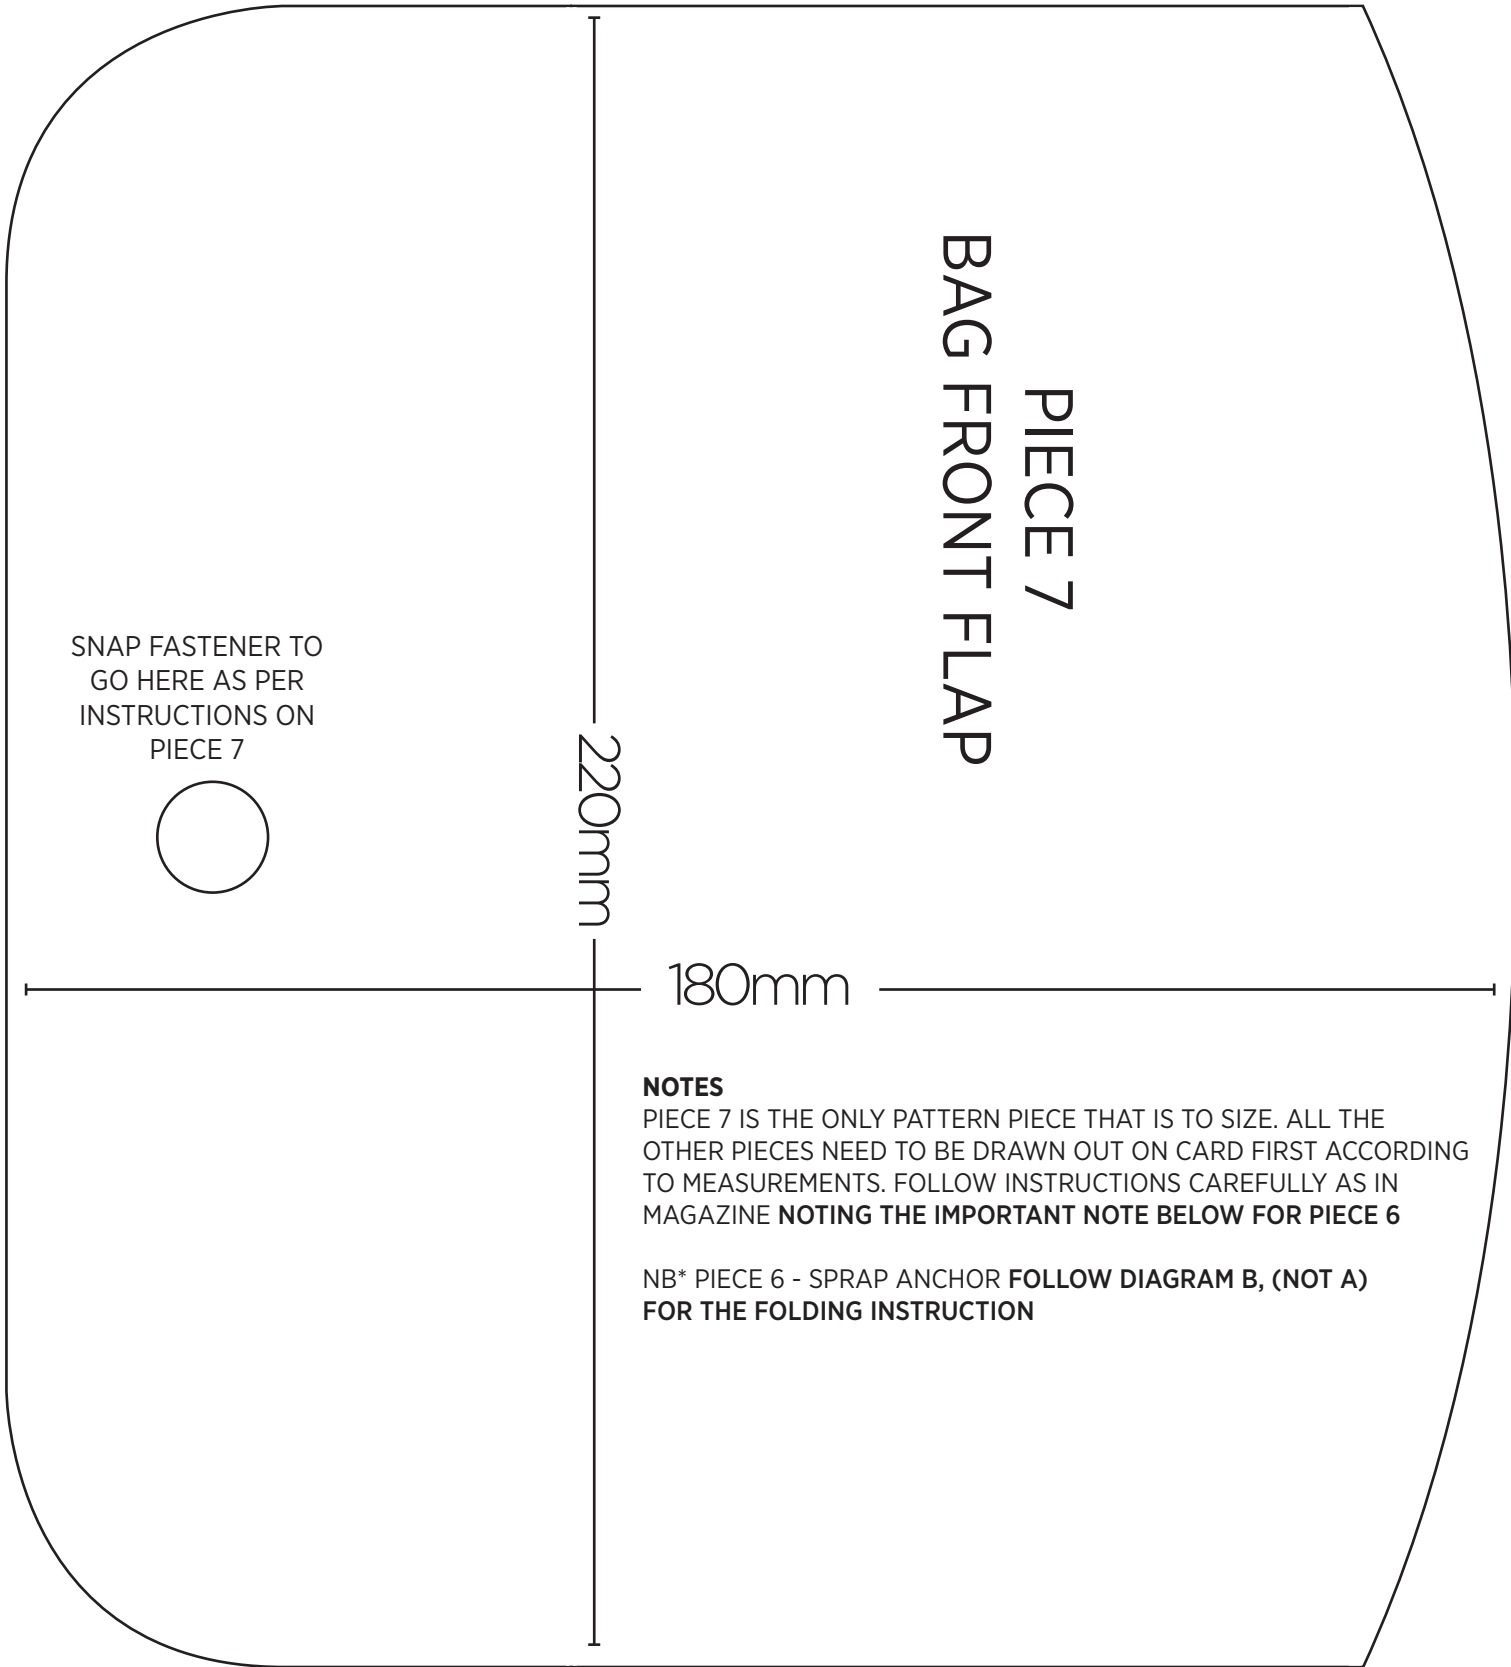 PIECE 7
BAG FRONT FLAP
SNAP FASTENER TO
GO HERE AS PER
INSTRUCTIONS ON
PIECE 7
220mm
180mm
NOTES
PIECE 7 IS THE ONLY PATTERN PIECE THAT IS TO SIZE. ALL THE
OTHER PIECES NEED TO BE DRAWN OUT ON CARD FIRST ACCORDING
TO MEASUREMENTS. FOLLOW INSTRUCTIONS CAREFULLY AS IN
MAGAZINE NOTING THE IMPORTANT NOTE BELOW FOR PIECE 6
NB* PIECE 6 - SPRAP ANCHOR FOLLOW DIAGRAM B, (NOT A)
FOR THE FOLDING INSTRUCTION